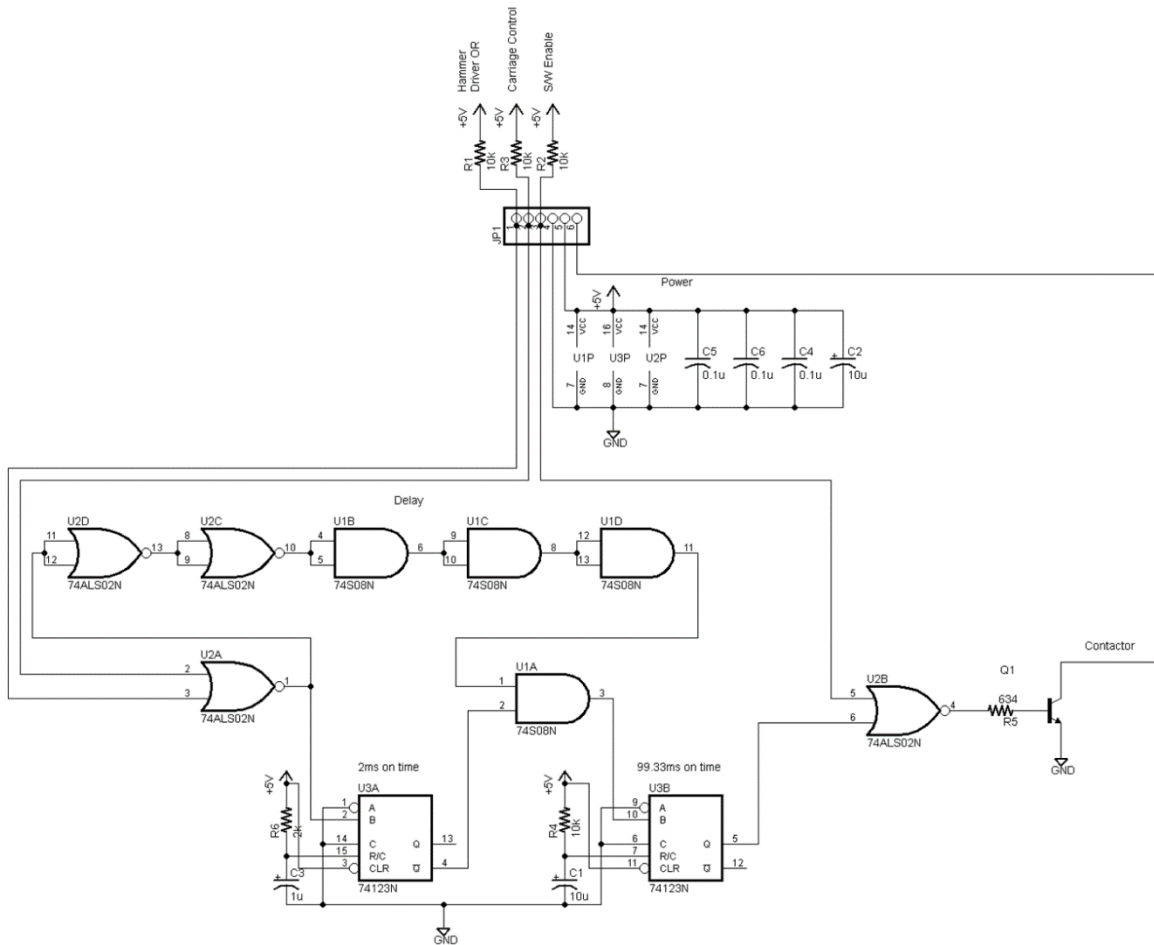 Hammer
Driver OR
Carriage Control
S/W Enable
+5V
+5V
+5V
R1
10k
R3
10k
R2
10k
JP1
1
2
3
4
5
6
Power
+5V
14
VCC
16
VCC
14
VCC
U1P
U3P
U2P
7
GND
8
GND
7
GND
C5
0.1u
C6
0.1u
C4
0.1u
C2
+
10u
GND
Delay
U2D
11
12
13
74ALS02N
U2C
8
9
10
74ALS02N
U1B
4
5
6
74S08N
U1C
9
10
8
74S08N
U1D
12
13
11
74S08N
U2A
2
3
1
74ALS02N
U1A
1
2
3
74S08N
U2B
5
6
4
74ALS02N
Contactor
Q1
634
R5
GND
2ms on time
U3A
+5V
R6
2k
1
A
2
B
14
C
15
R/C
3
CLR
Q
13
Q
4
74123N
+
C3
1u
99.33ms on time
U3B
+5V
R4
10k
9
A
10
B
6
C
7
R/C
11
CLR
Q
5
Q
12
74123N
+
C1
10u
GND